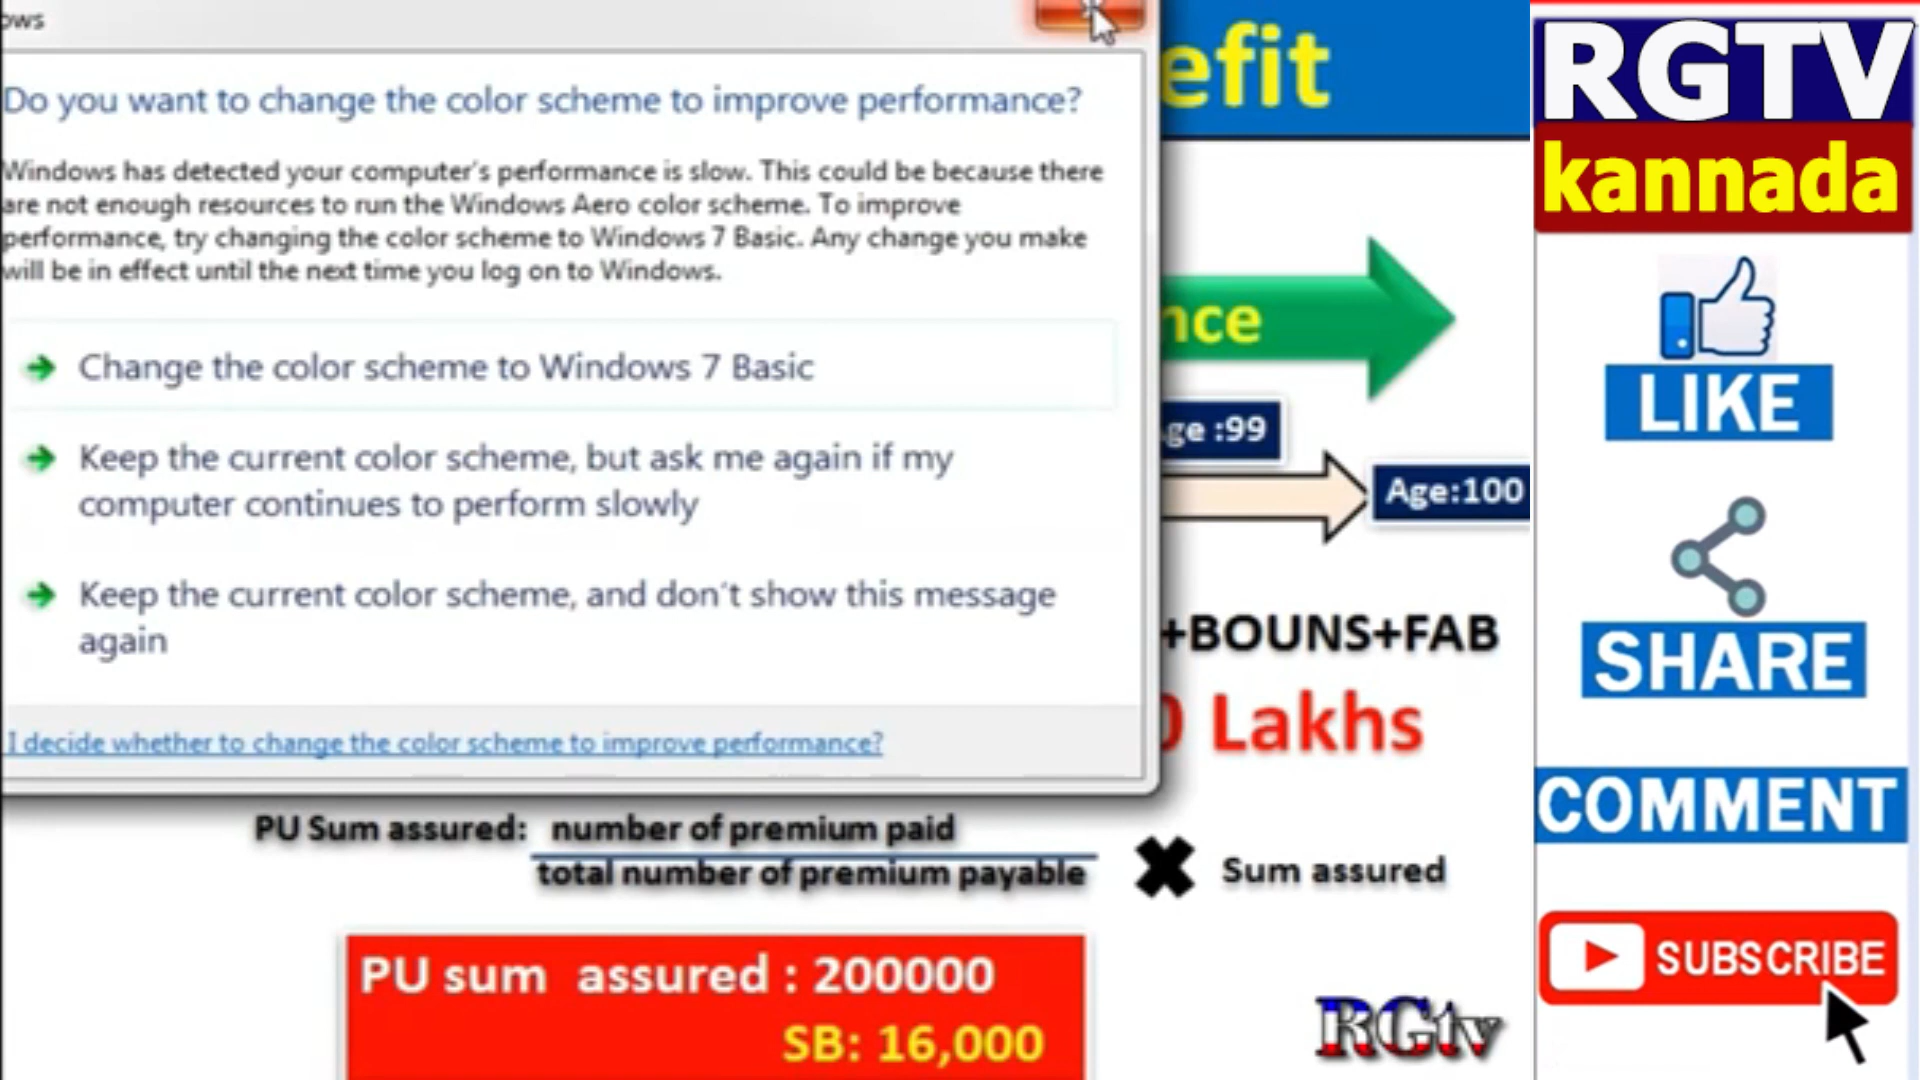 ows
Do you want to change the color scheme to improve performance?
Windows has detected your computer's performance is slow. This could be because there
are not enough resources to run the Windows Aero color scheme. To improve
performance, try changing the color scheme to Windows 7 Basic. Any change you make
will be in effect until the next time you log on to Windows.
Change the color scheme to Windows 7 Basic
Keep the current color scheme, but ask me again if my
computer continues to perform slowly
Keep the current color scheme, and don't show this message
again
I decide whether to change the color scheme to improve performance?
efit
nce
ge :99
Age:100
+BOUNS+FAB
0 Lakhs
PU Sum assured: number of premium paid
total number of premium payable
Sum assured
PU sum assured : 200000
SB: 16,000
RGtv
RGTV
kannada
LIKE
SHARE
COMMENT
SUBSCRIBE